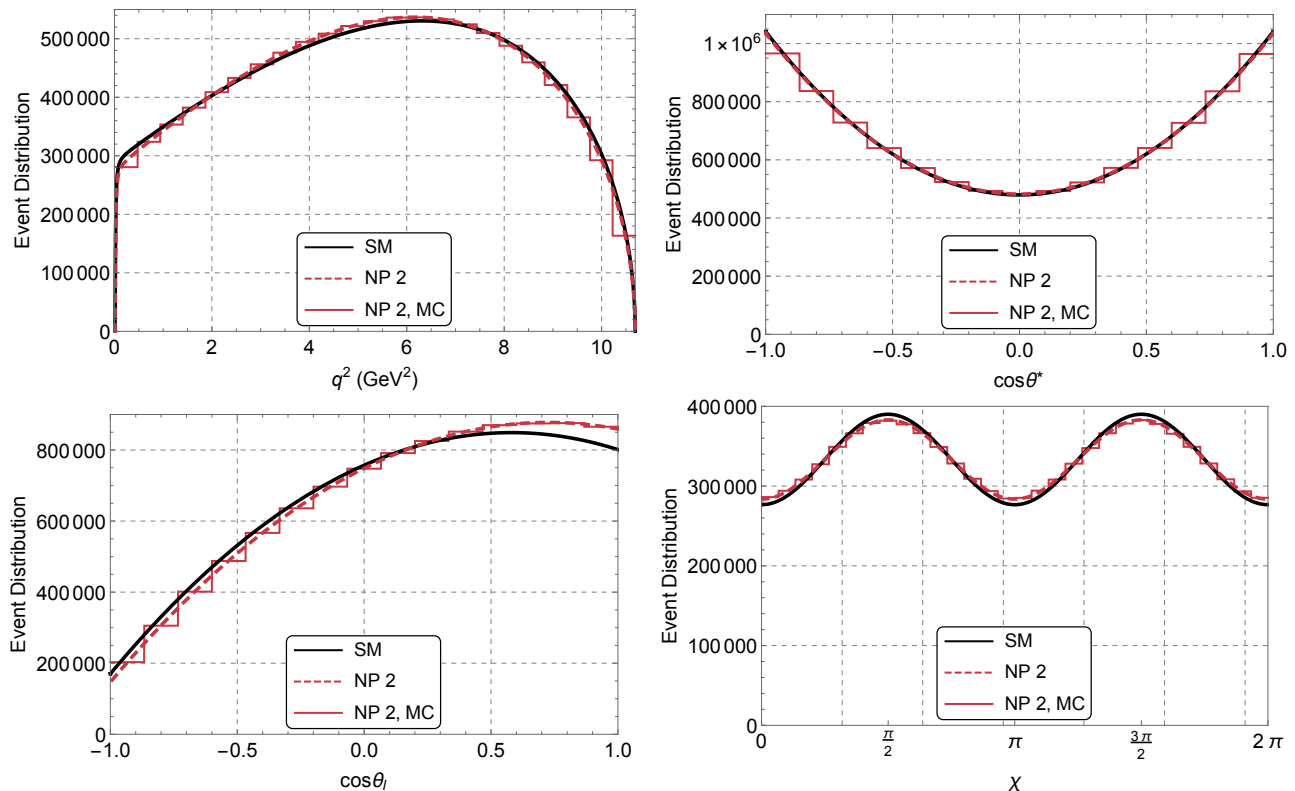 Event Distribution
500 000
400 000
300 000
200 000
100 000
0
SM
NP 2
NP 2, MC
0 2 4 6 8 10
q² (GeV²)
Event Distribution
1×10⁶
800 000
600 000
400 000
200 000
0
SM
NP 2
NP 2, MC
−1.0 −0.5 0.0 0.5 1.0
cosθ*
Event Distribution
800 000
600 000
400 000
200 000
0
SM
NP 2
NP 2, MC
−1.0 −0.5 0.0 0.5 1.0
cosθₗ
Event Distribution
400 000
300 000
200 000
100 000
0
SM
NP 2
NP 2, MC
0 π/2 π 3π/2 2π
χ